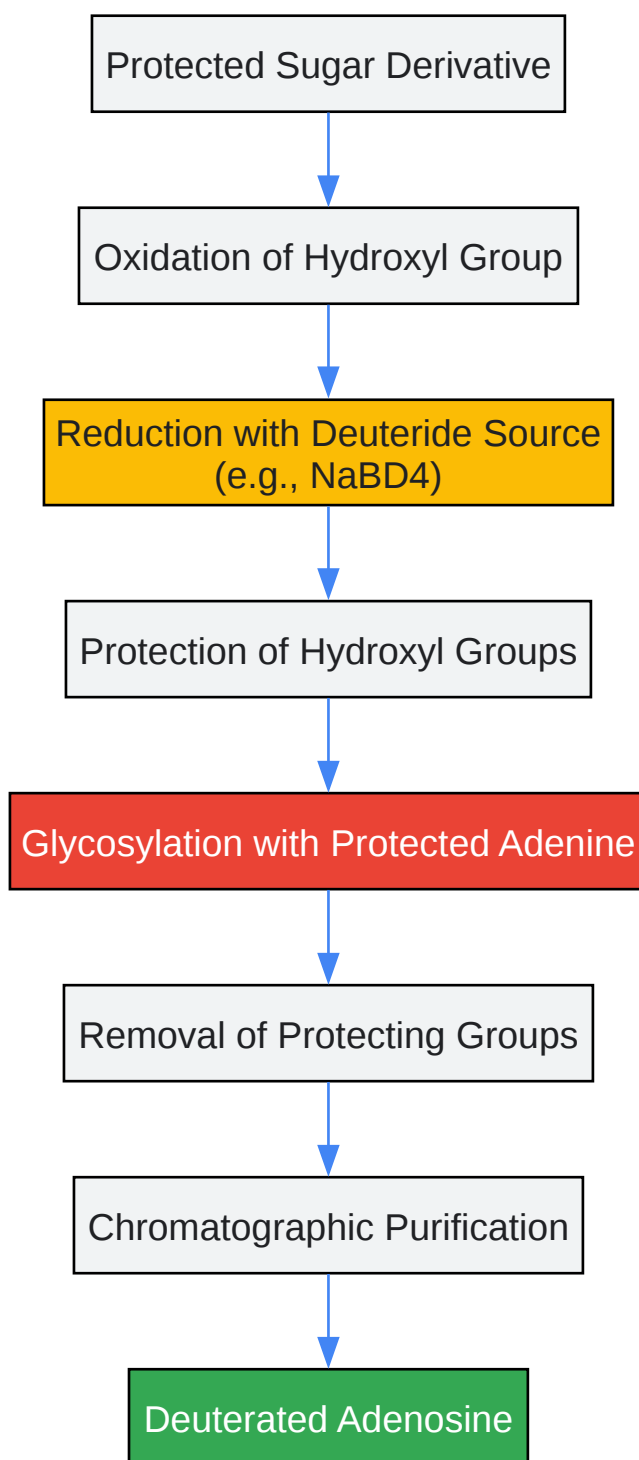 Protected Sugar Derivative
Oxidation of Hydroxyl Group
Reduction with Deuteride Source
(e.g., NaBD4)
Protection of Hydroxyl Groups
Glycosylation with Protected Adenine
Removal of Protecting Groups
Chromatographic Purification
Deuterated Adenosine